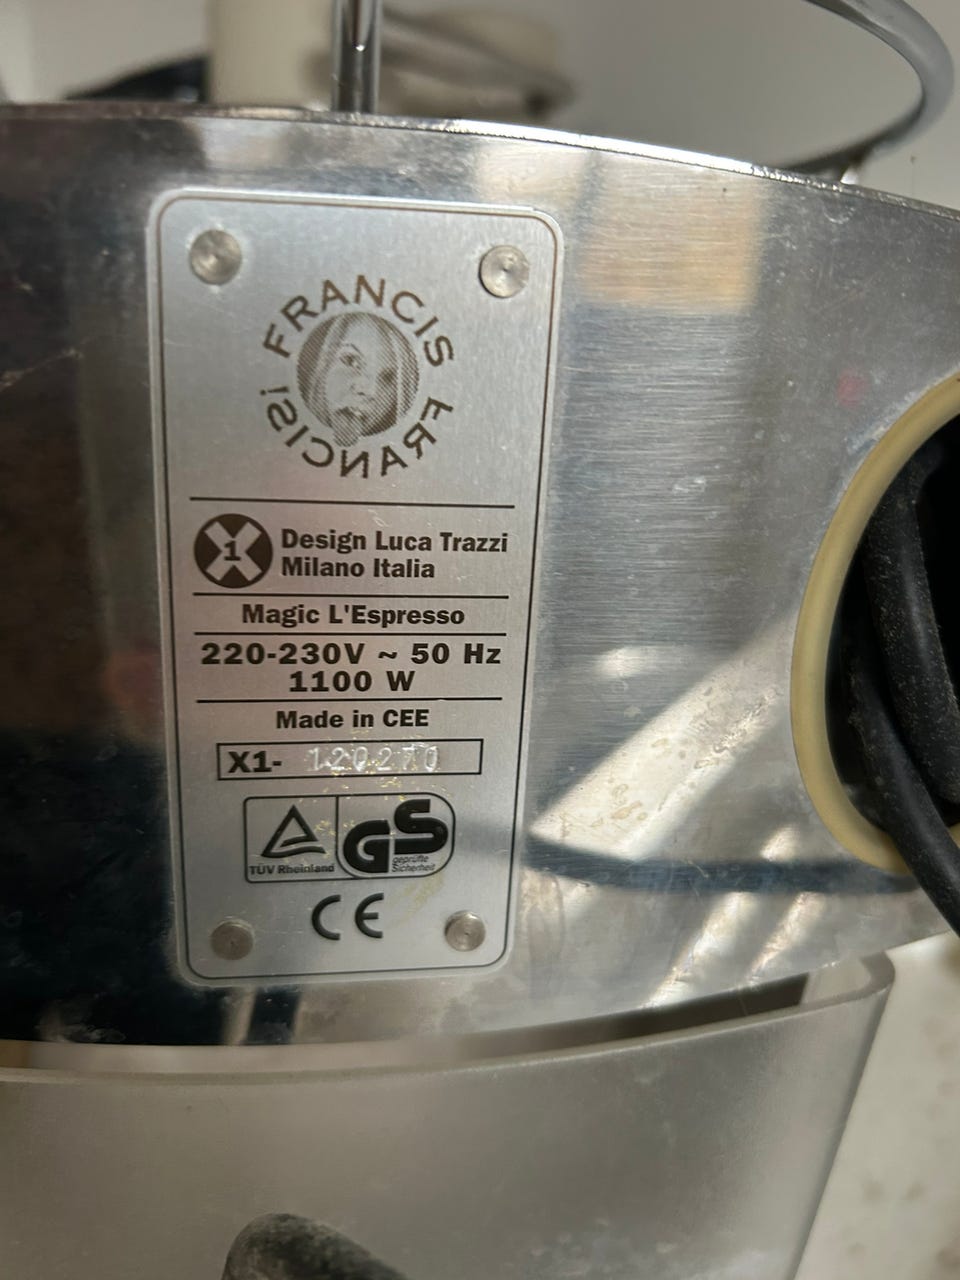 FRANCIS FRANCIS!
X1
Design Luca Trazzi
Milano Italia
Magic L'Espresso
220-230V ~ 50 Hz
1100 W
Made in CEE
X1- 120270
TÜV Rheinland
GS
geprüfte
Sicherheit
CE